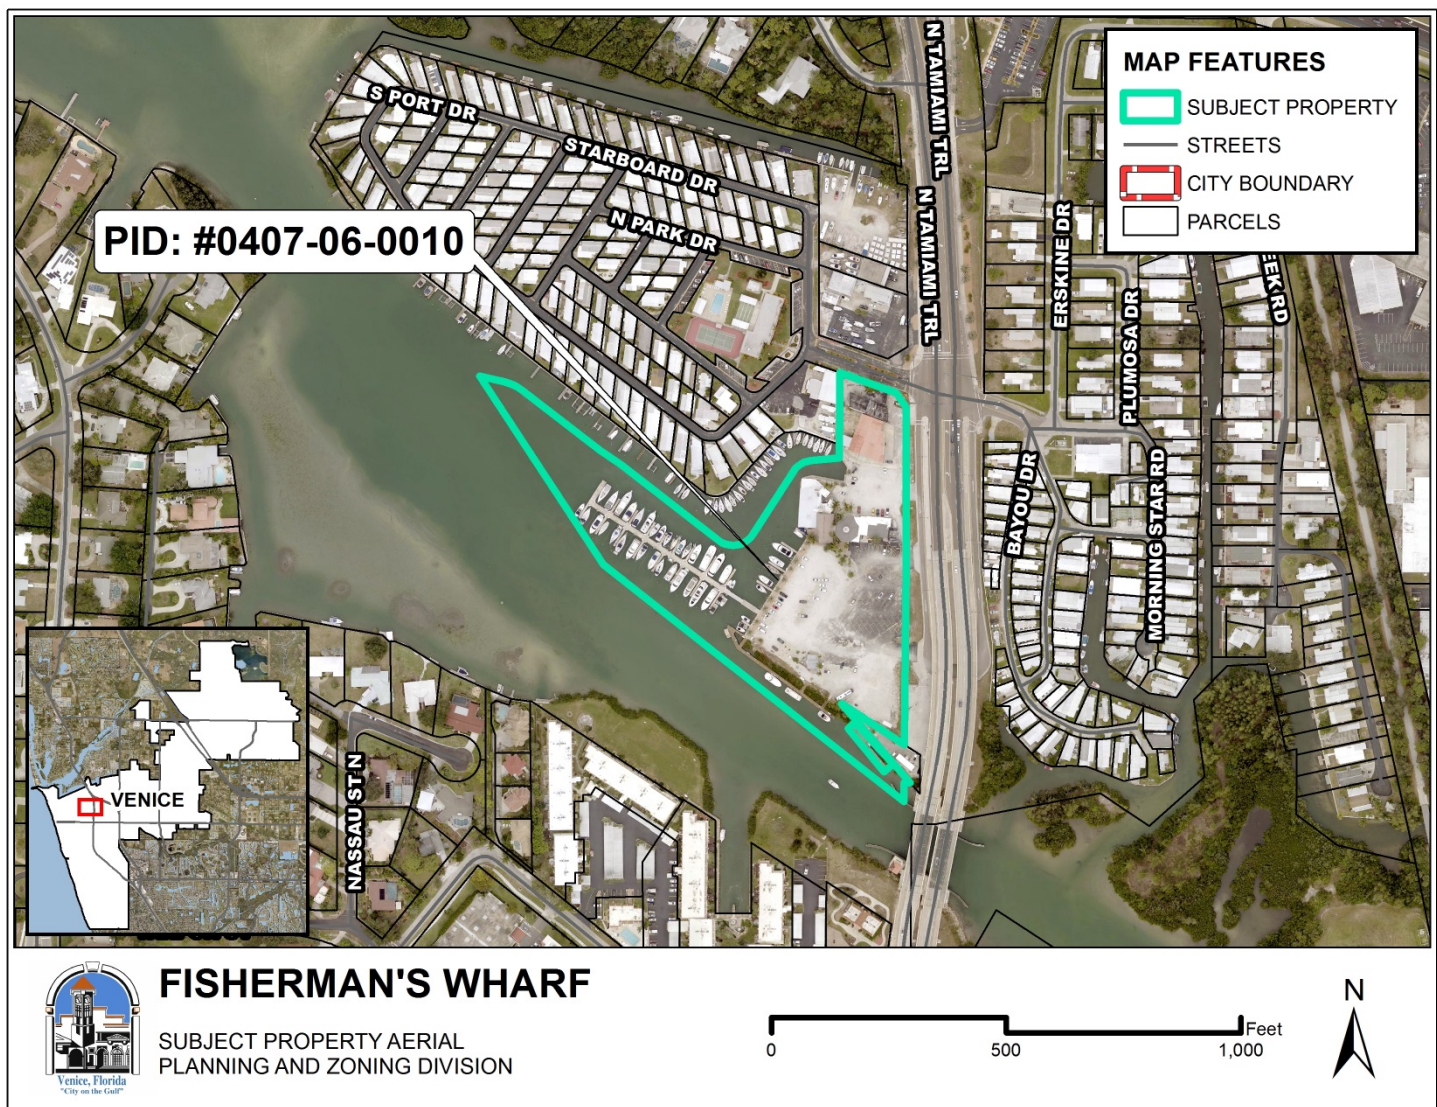 MAP FEATURES
SUBJECT PROPERTY
STREETS
CITY BOUNDARY
PARCELS
N TAMIAMI TRL
N TAMIAMI TRL
S PORT DR
STARBOARD DR
N PARK DR
PID: #0407-06-0010
ERSKINE DR
PLUMOSA DR
EEK RD
BAYOU DR
MORNING STAR RD
NASSAU ST N
VENICE
FISHERMAN'S WHARF
SUBJECT PROPERTY AERIAL
PLANNING AND ZONING DIVISION
Venice, Florida
"City on the Gulf"
Feet
0 500 1,000
N